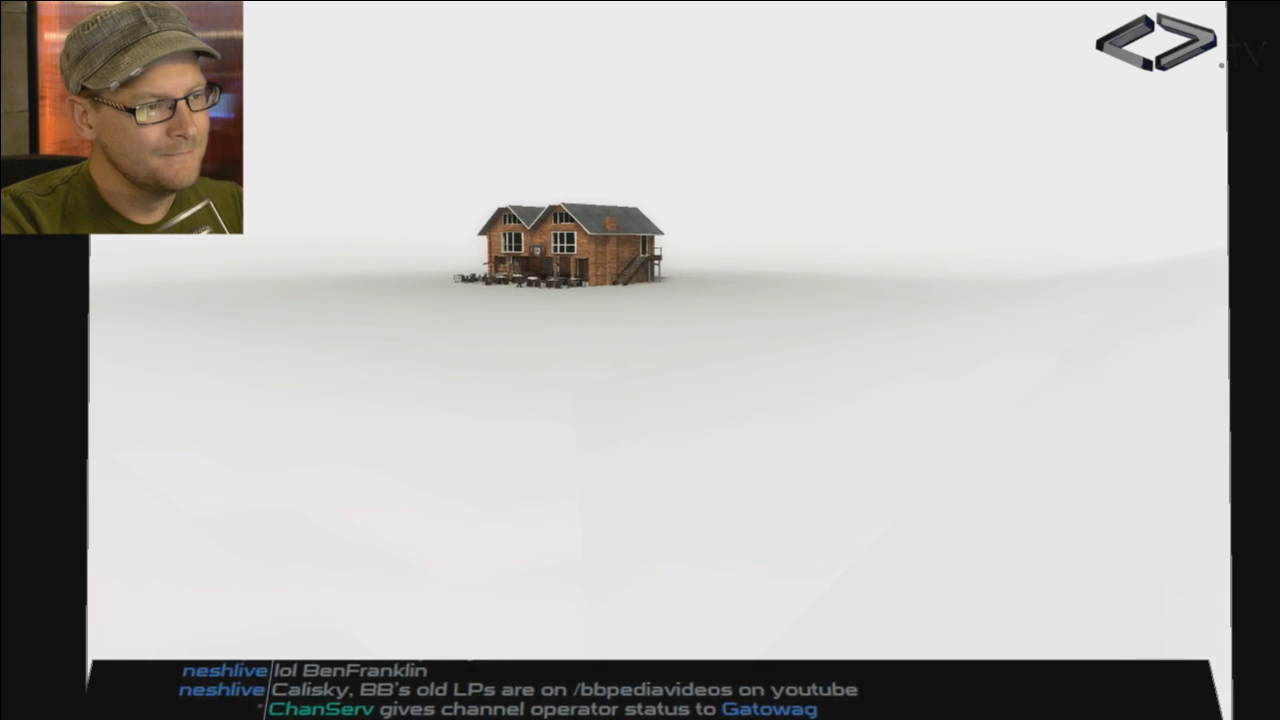 .tv
neshlive lol BenFranklin
neshlive Calisky, BB's old LPs are on /bbpediavideos on youtube
* ChanServ gives channel operator status to Gatowag